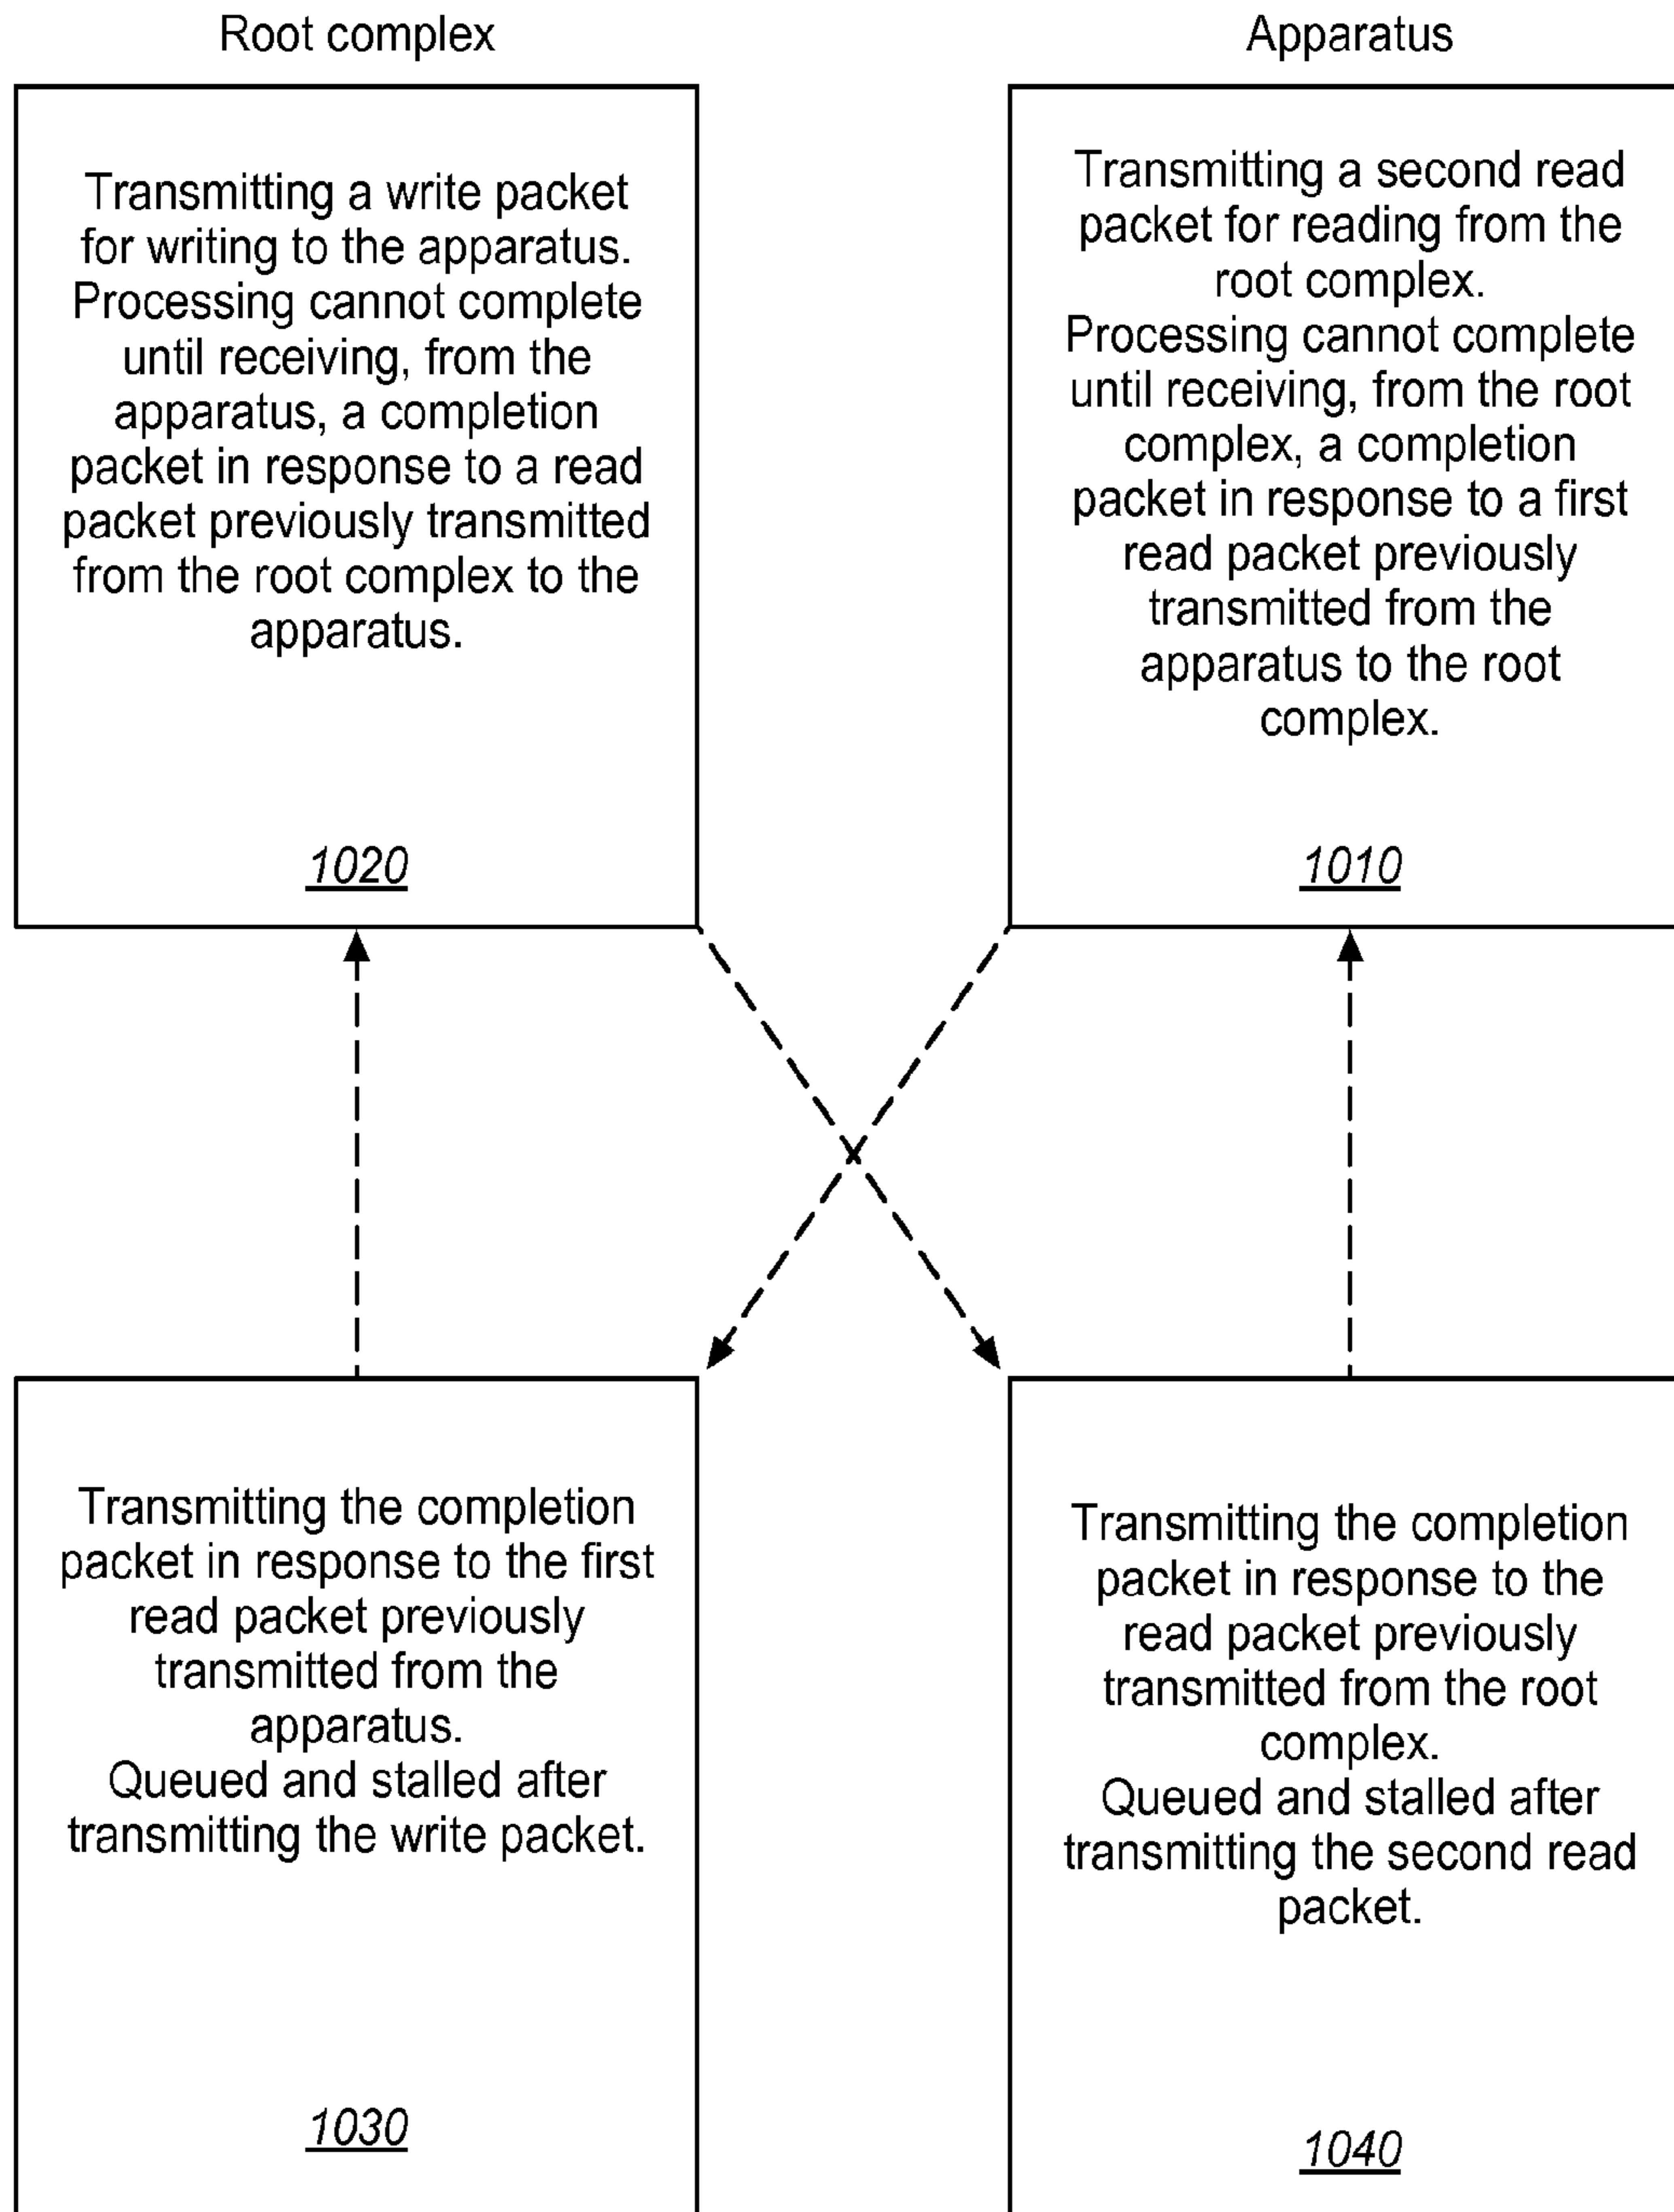 Root complex
Apparatus
Transmitting a write packet
for writing to the apparatus.
Processing cannot complete
until receiving, from the
apparatus, a completion
packet in response to a read
packet previously transmitted
from the root complex to the
apparatus.
1020
Transmitting a second read
packet for reading from the
root complex.
Processing cannot complete
until receiving, from the root
complex, a completion
packet in response to a first
read packet previously
transmitted from the
apparatus to the root
complex.
1010
Transmitting the completion
packet in response to the first
read packet previously
transmitted from the
apparatus.
Queued and stalled after
transmitting the write packet.
1030
Transmitting the completion
packet in response to the
read packet previously
transmitted from the root
complex.
Queued and stalled after
transmitting the second read
packet.
1040